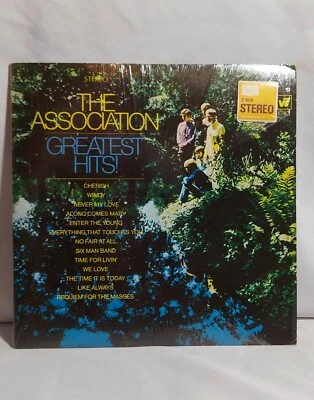 STEREO
THE
ASSOCIATION
GREATEST
HITS!
STEREO
CHERISH
WINDY
NEVER MY LOVE
ALONG COMES MARY
ENTER THE YOUNG
EVERYTHING THAT TOUCHES YOU
NO FAIR AT ALL
SIX MAN BAND
TIME FOR LIVIN'
WE LOVE
THE TIME IT IS TODAY
LIKE ALWAYS
REQUIEM FOR THE MASSES